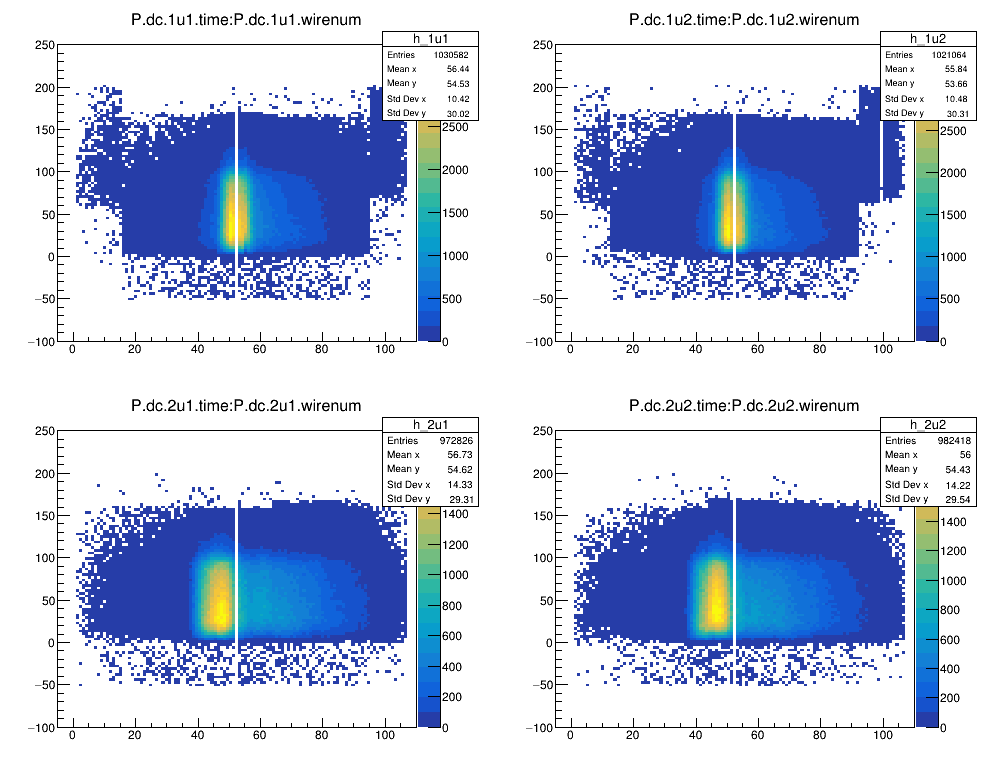 P.dc.1u1.time:P.dc.1u1.wirenum
h_1u1
Entries 1030582
Mean x 56.44
Mean y 54.53
Std Dev x 10.42
Std Dev y 30.02
250
200
150
100
50
0
−50
−100
0 20 40 60 80 100
2500
2000
1500
1000
500
0
P.dc.1u2.time:P.dc.1u2.wirenum
h_1u2
Entries 1021064
Mean x 55.84
Mean y 53.66
Std Dev x 10.48
Std Dev y 30.31
250
200
150
100
50
0
−50
−100
0 20 40 60 80 100
2500
2000
1500
1000
500
0
P.dc.2u1.time:P.dc.2u1.wirenum
h_2u1
Entries 972826
Mean x 56.73
Mean y 54.62
Std Dev x 14.33
Std Dev y 29.31
250
200
150
100
50
0
−50
−100
0 20 40 60 80 100
1400
1200
1000
800
600
400
200
0
P.dc.2u2.time:P.dc.2u2.wirenum
h_2u2
Entries 982418
Mean x 56
Mean y 54.43
Std Dev x 14.22
Std Dev y 29.54
250
200
150
100
50
0
−50
−100
0 20 40 60 80 100
1400
1200
1000
800
600
400
200
0